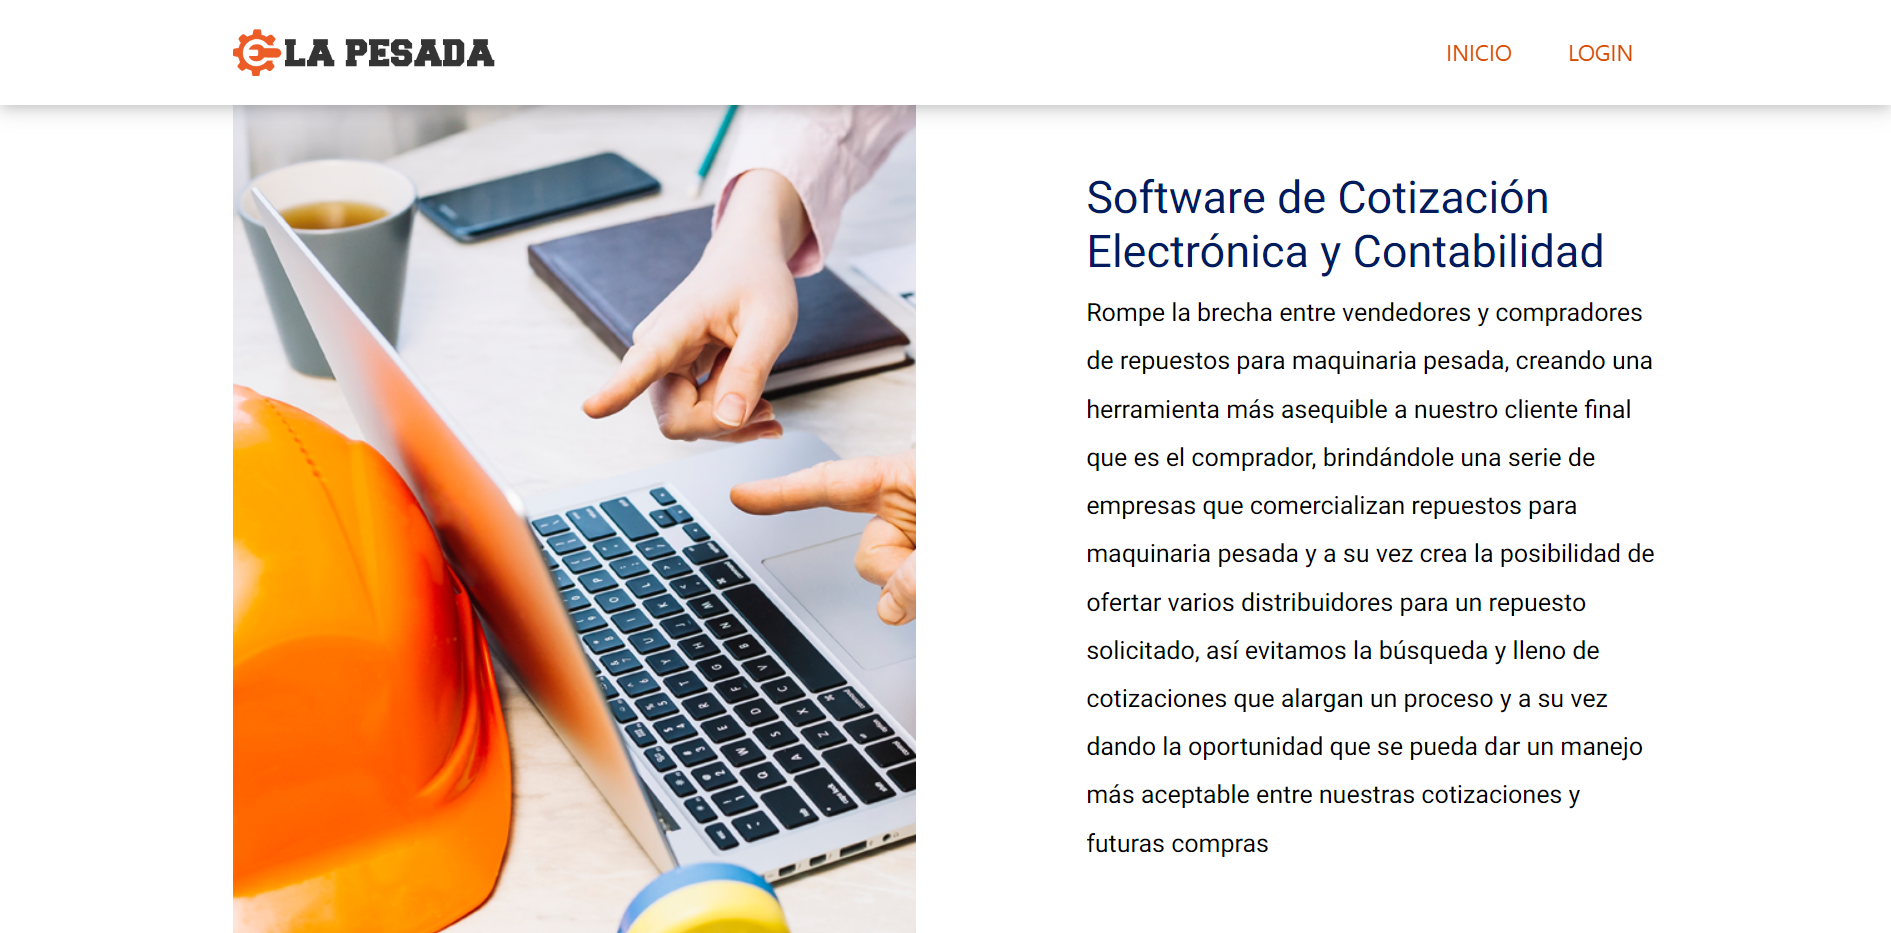 LA PESADA
INICIO
LOGIN
Software de Cotización
Electrónica y Contabilidad
Rompe la brecha entre vendedores y compradores
de repuestos para maquinaria pesada, creando una
herramienta más asequible a nuestro cliente final
que es el comprador, brindándole una serie de
empresas que comercializan repuestos para
maquinaria pesada y a su vez crea la posibilidad de
ofertar varios distribuidores para un repuesto
solicitado, así evitamos la búsqueda y lleno de
cotizaciones que alargan un proceso y a su vez
dando la oportunidad que se pueda dar un manejo
más aceptable entre nuestras cotizaciones y
futuras compras